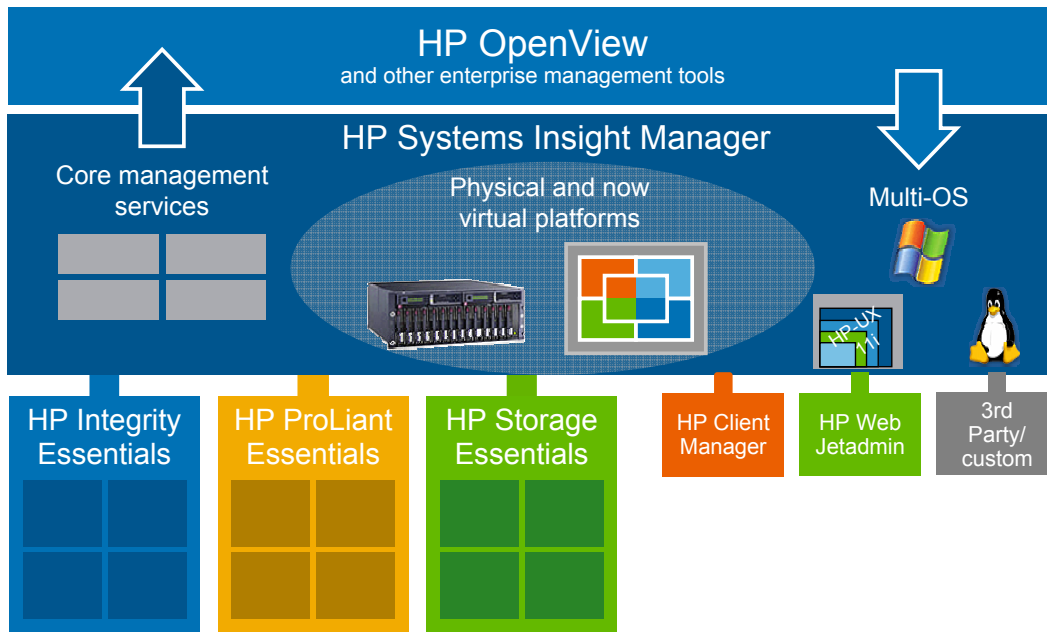 HP OpenView
and other enterprise management tools
HP Systems Insight Manager
Core management
services
Physical and now
virtual platforms
Multi-OS
HP-UX
11i
HP Integrity
Essentials
HP ProLiant
Essentials
HP Storage
Essentials
HP Client
Manager
HP Web
Jetadmin
3rd
Party/
custom